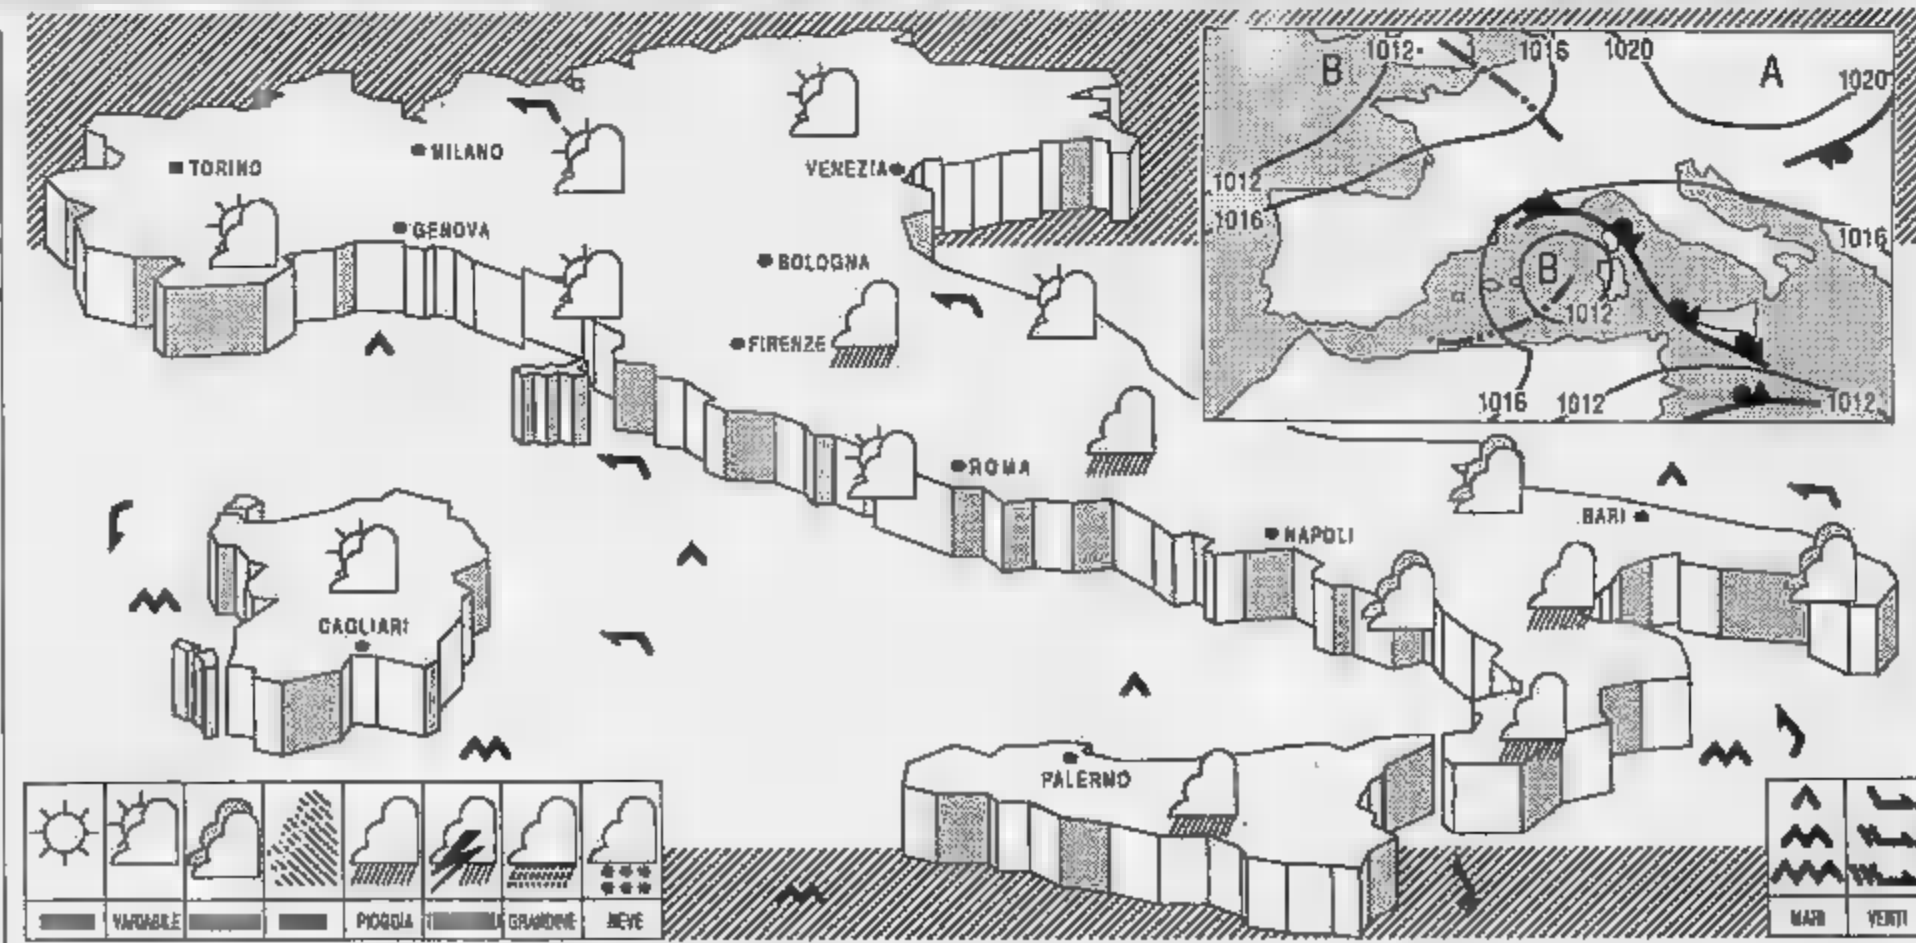 TORINO
MILANO
VENEZIA
GENOVA
BOLOGNA
FIRENZE
ROMA
NAPOLI
BARI
CAGLIARI
PALERMO
B
1012
1016
1020
A
1020
1012
1016
1016
B
1012
1016
1012
1012
VARIABILE
PIOGGIA
GRANDINE
NEVE
MARI
VENTI